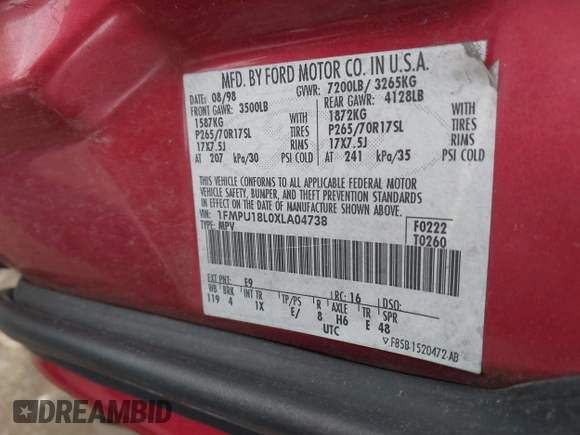 MFD. BY FORD MOTOR CO. IN U.S.A.
DATE: 08/98 GVWR: 7200LB/ 3265KG
FRONT GAWR: 3500LB REAR GAWR: 4128LB
1587KG WITH 1872KG WITH
P265/70R17SL TIRES P265/70R17SL TIRES
17X7.5J RIMS 17X7.5J RIMS
AT 207 kPa/30 PSI COLD AT 241 kPa/35 PSI COLD
THIS VEHICLE CONFORMS TO ALL APPLICABLE FEDERAL MOTOR
VEHICLE SAFETY, BUMPER, AND THEFT PREVENTION STANDARDS
IN EFFECT ON THE DATE OF MANUFACTURE SHOWN ABOVE.
VIN: 1FMPU18L0XLA04738 F0222
TYPE: MPV T0260
EXT PNT: E9 RC: 16 DSO:
WB BRK INT TR TP/PS R AXLE TR SPR
119 4 1X E/ 8 H6 E 48
UTC
▽ F85B-1520472-AB
DREAMBID